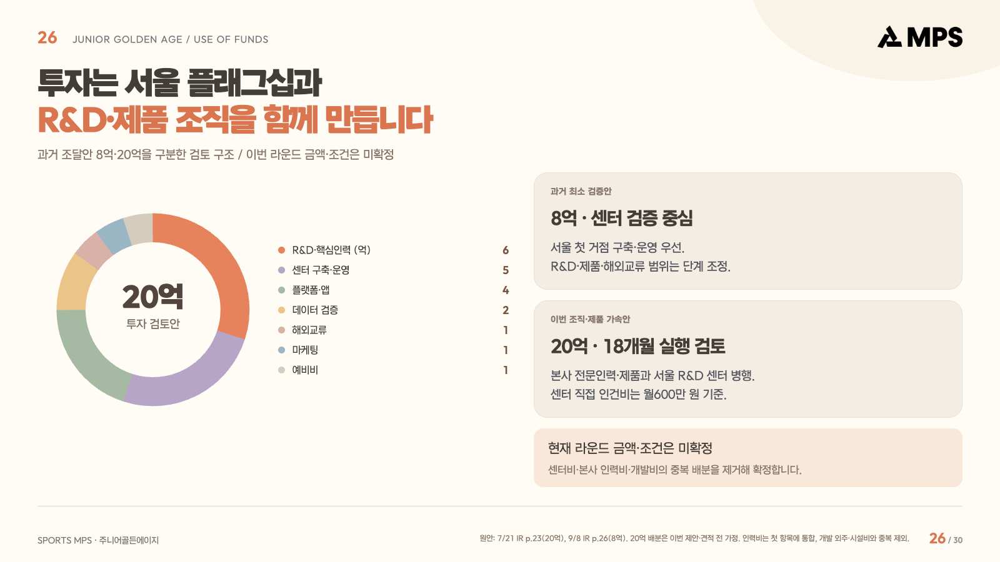 26 JUNIOR GOLDEN AGE / USE OF FUNDS
MPS
투자는 서울 플래그십과
R&D·제품 조직을 함께 만듭니다
과거 조달안 8억·20억을 구분한 검토 구조 / 이번 라운드 금액·조건은 미확정
20억
투자 검토안
R&D·핵심인력 (억) 6
센터 구축·운영 5
플랫폼·앱 4
데이터 검증 2
해외교류 1
마케팅 1
예비비 1
과거 최소 검증안
8억 · 센터 검증 중심
서울 첫 거점 구축·운영 우선.
R&D·제품·해외교류 범위는 단계 조정.
이번 조직·제품 가속안
20억 · 18개월 실행 검토
본사 전문인력·제품과 서울 R&D 센터 병행.
센터 직접 인건비는 월600만 원 기준.
현재 라운드 금액·조건은 미확정
센터비·본사 인력비·개발비의 중복 배분을 제거해 확정합니다.
SPORTS MPS · 주니어골든에이지
원안: 7/21 IR p.23(20억), 9/8 IR p.26(8억). 20억 배분은 이번 제안·견적 전 가정. 인력비는 첫 항목에 통합, 개발 외주·시설비와 중복 제외.
26 / 30